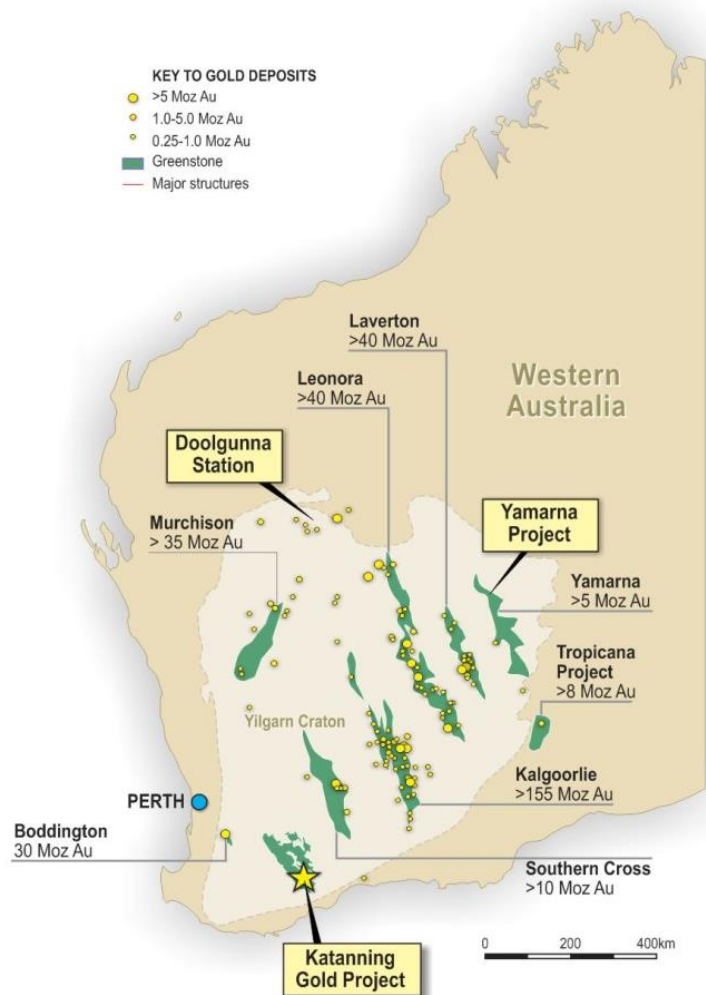 KEY TO GOLD DEPOSITS
>5 Moz Au
1.0-5.0 Moz Au
0.25-1.0 Moz Au
Greenstone
Major structures
Laverton
>40 Moz Au
Leonora
>40 Moz Au
Western
Australia
Doolgunna
Station
Murchison
> 35 Moz Au
Yamarna
Project
Yamarna
>5 Moz Au
Tropicana
Project
>8 Moz Au
Yilgarn Craton
Kalgoorlie
>155 Moz Au
PERTH
Boddington
30 Moz Au
Southern Cross
>10 Moz Au
Katanning
Gold Project
0 200 400km